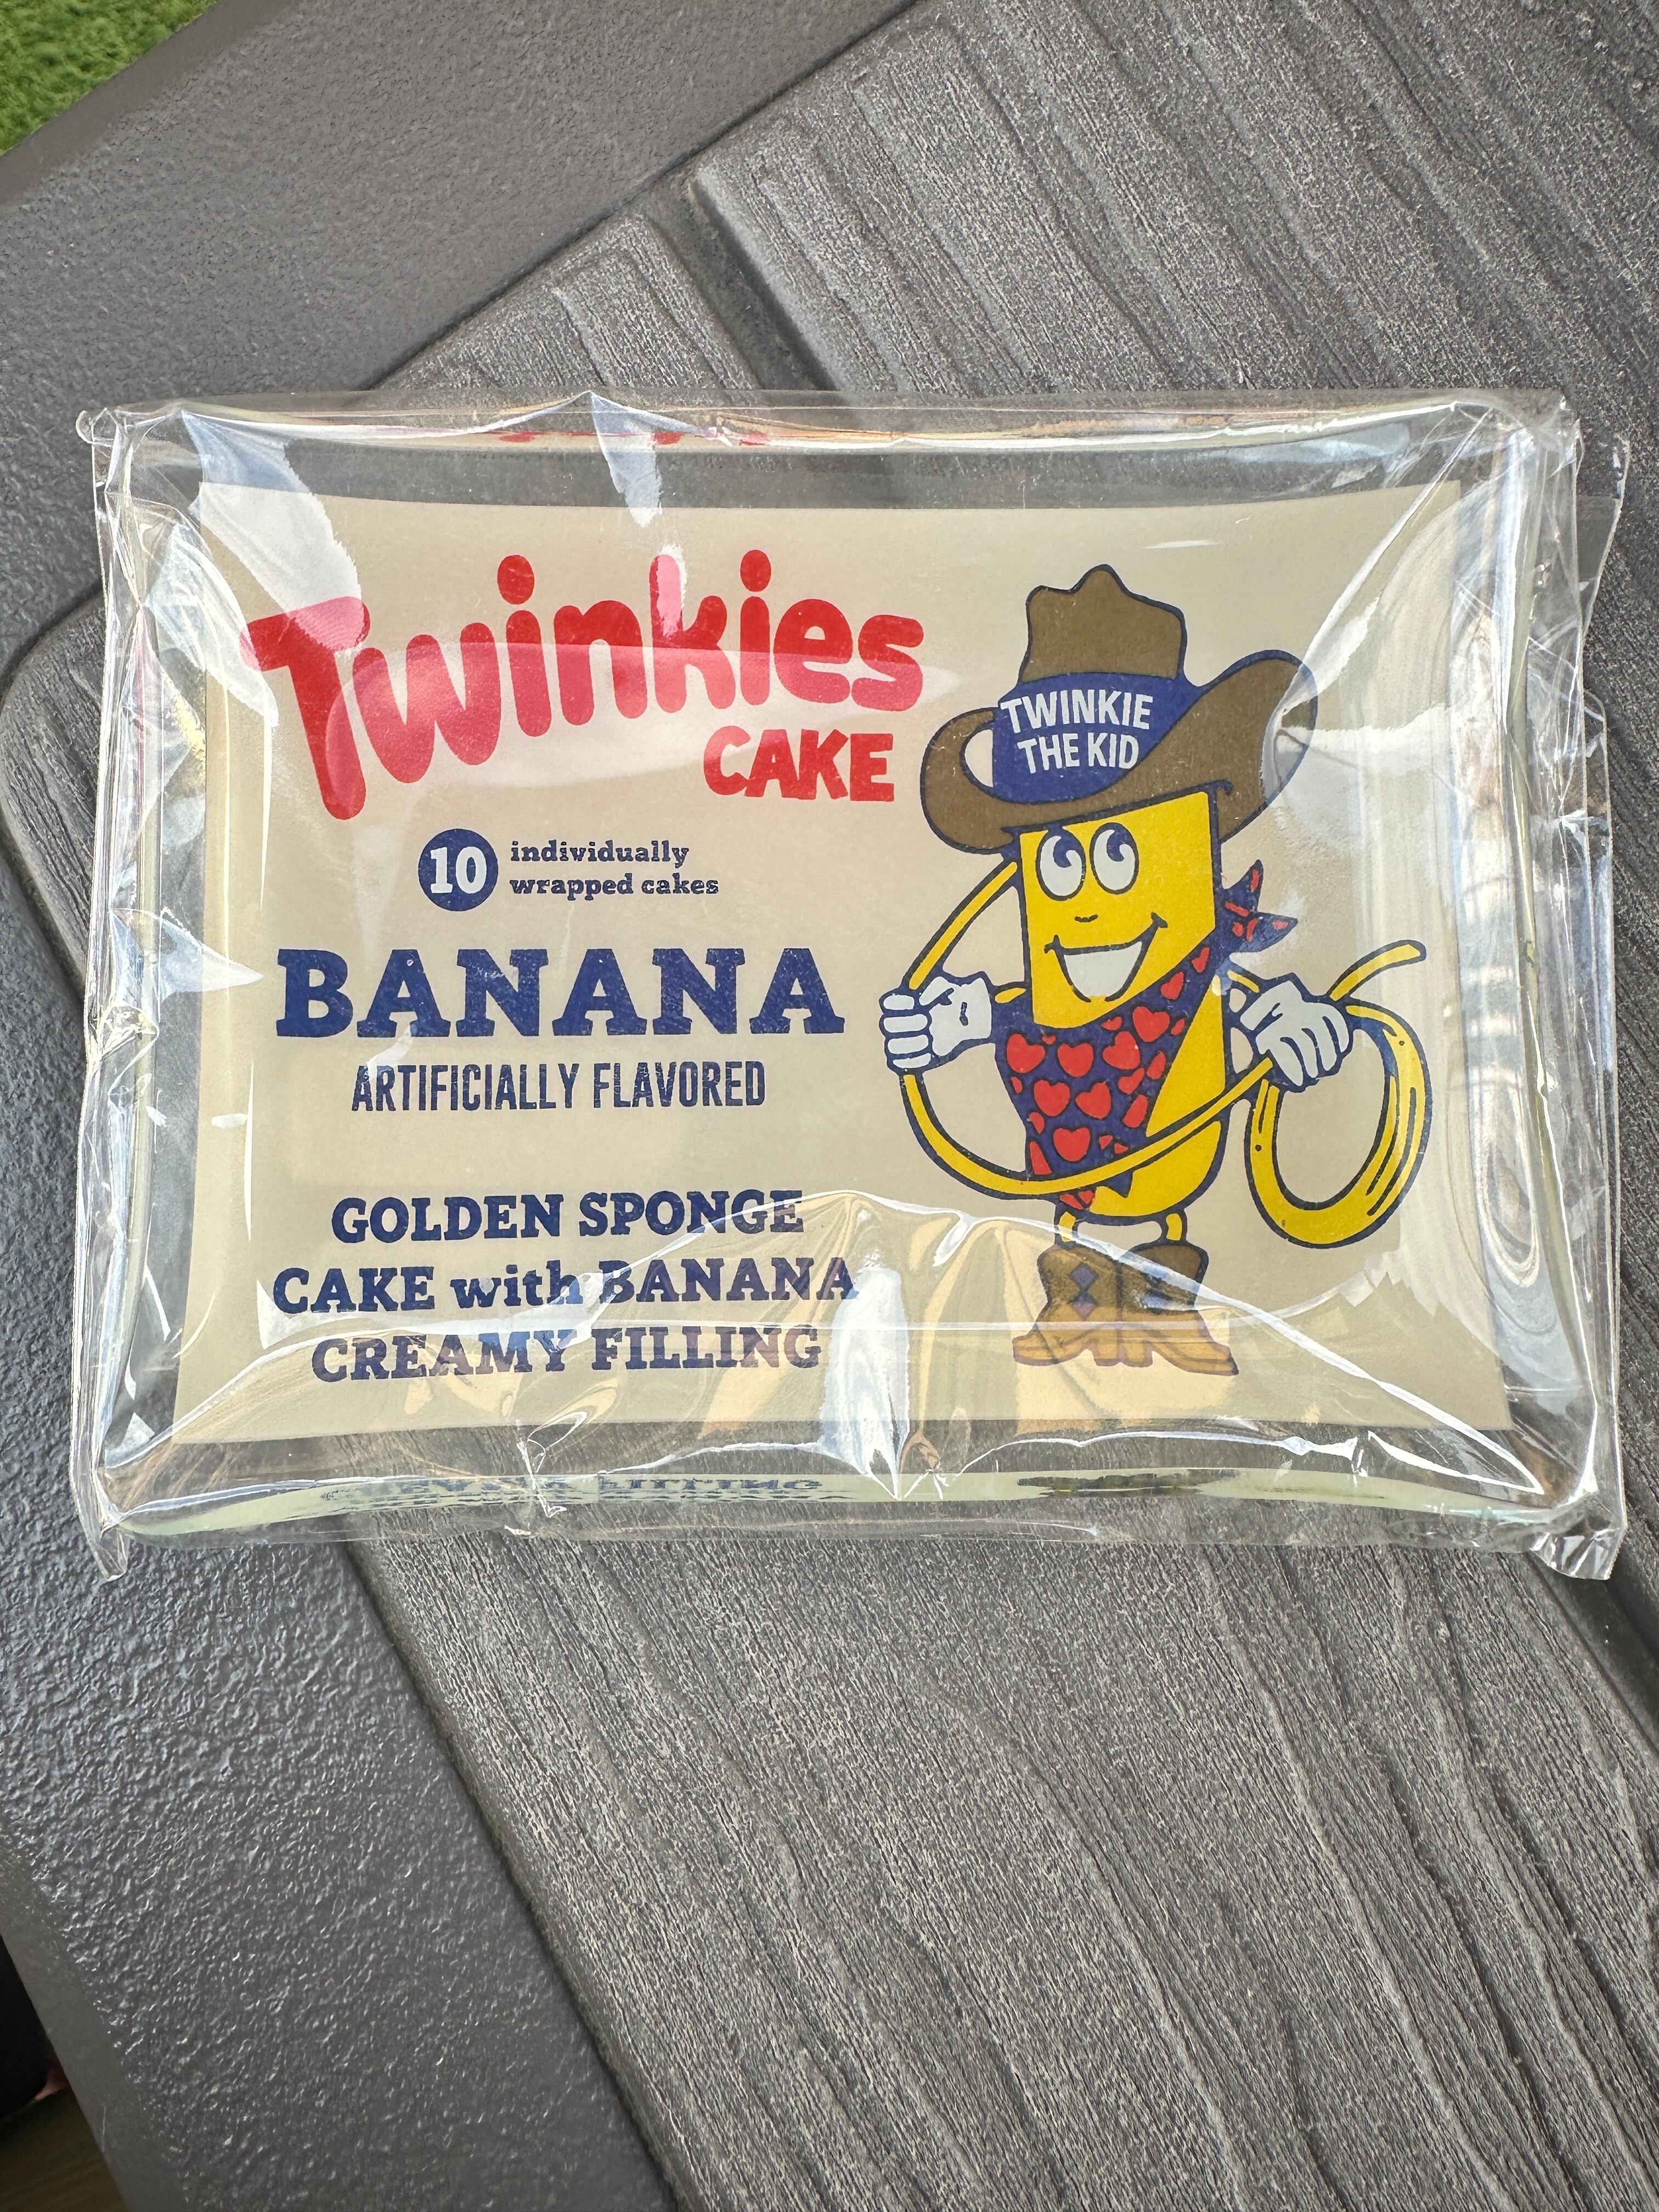 Twinkies
CAKE
10 individually
wrapped cakes
BANANA
ARTIFICIALLY FLAVORED
GOLDEN SPONGE
CAKE with BANANA
CREAMY FILLING
TWINKIE
THE KID